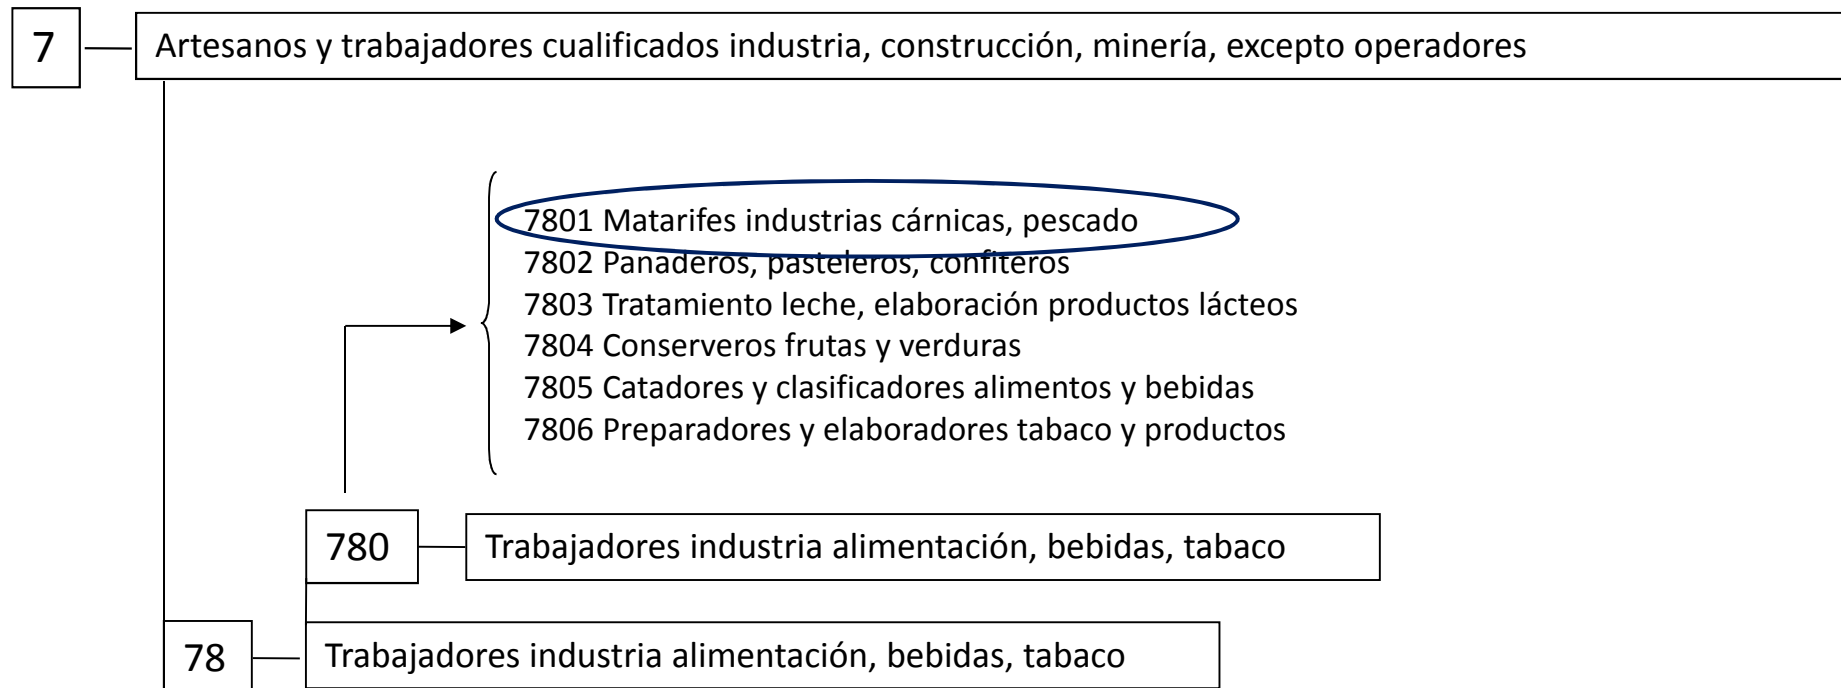 7 Artesanos y trabajadores cualificados industria, construcción, minería, excepto operadores
7801 Matarifes industrias cárnicas, pescado
7802 Panaderos, pasteleros, confiteros
7803 Tratamiento leche, elaboración productos lácteos
7804 Conserveros frutas y verduras
7805 Catadores y clasificadores alimentos y bebidas
7806 Preparadores y elaboradores tabaco y productos
780 Trabajadores industria alimentación, bebidas, tabaco
78 Trabajadores industria alimentación, bebidas, tabaco